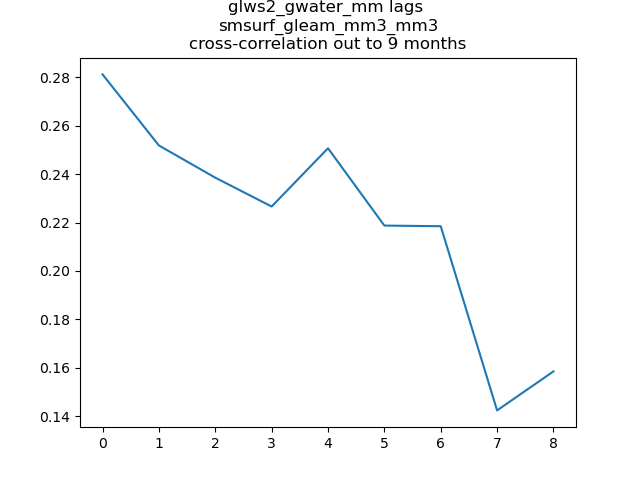 glws2_gwater_mm lags
smsurf_gleam_mm3_mm3
cross-correlation out to 9 months
0.28
0.26
0.24
0.22
0.20
0.18
0.16
0.14
0 1 2 3 4 5 6 7 8